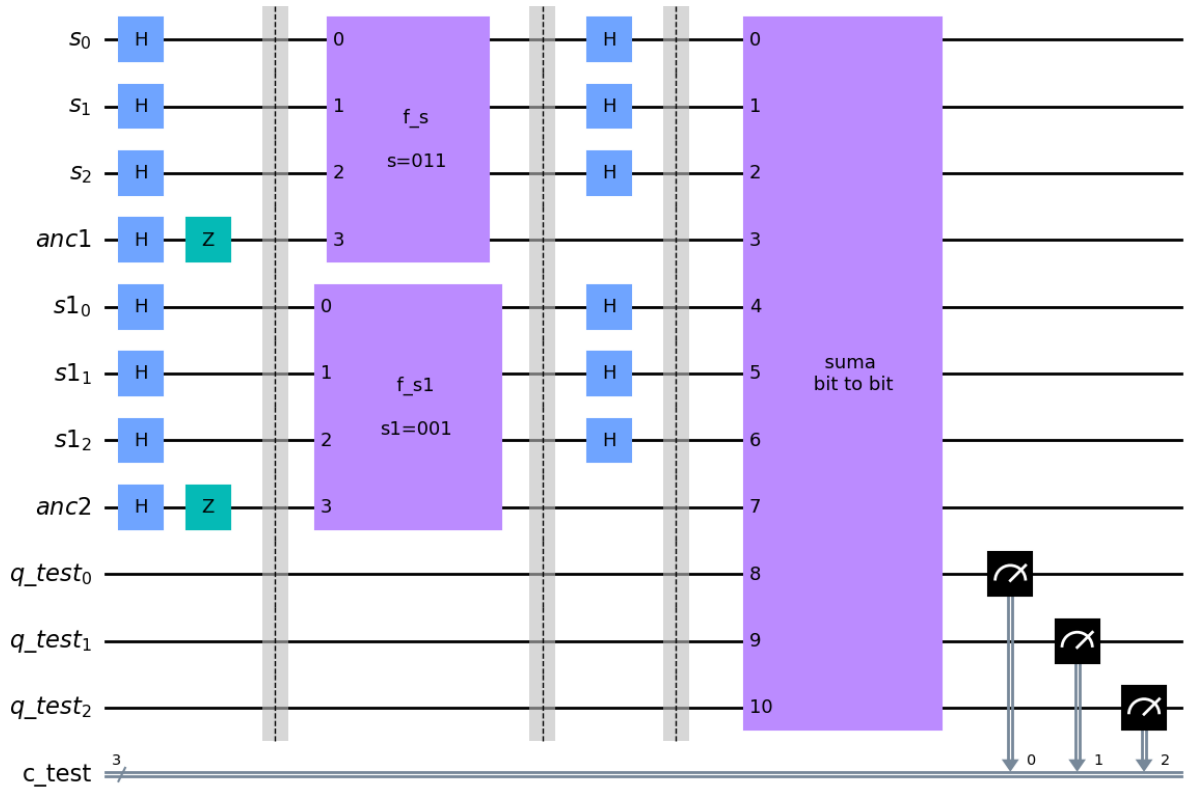 s0 H 0 H 0
s1 H 1 f_s H 1
s=011
s2 H 2 H 2
anc1 H Z 3 3
s10 H 0 H 4
s11 H 1 f_s1 H 5 suma
bit to bit
s1=001
s12 H 2 H 6
anc2 H Z 3 7
q_test0 8
q_test1 9
q_test2 10
c_test 3 0 1 2